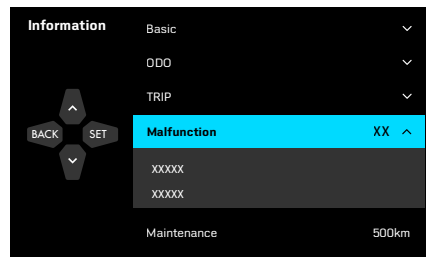 Information
Basic
ODO
TRIP
BACK SET
Malfunction XX
XXXXX
XXXXX
Maintenance 500km